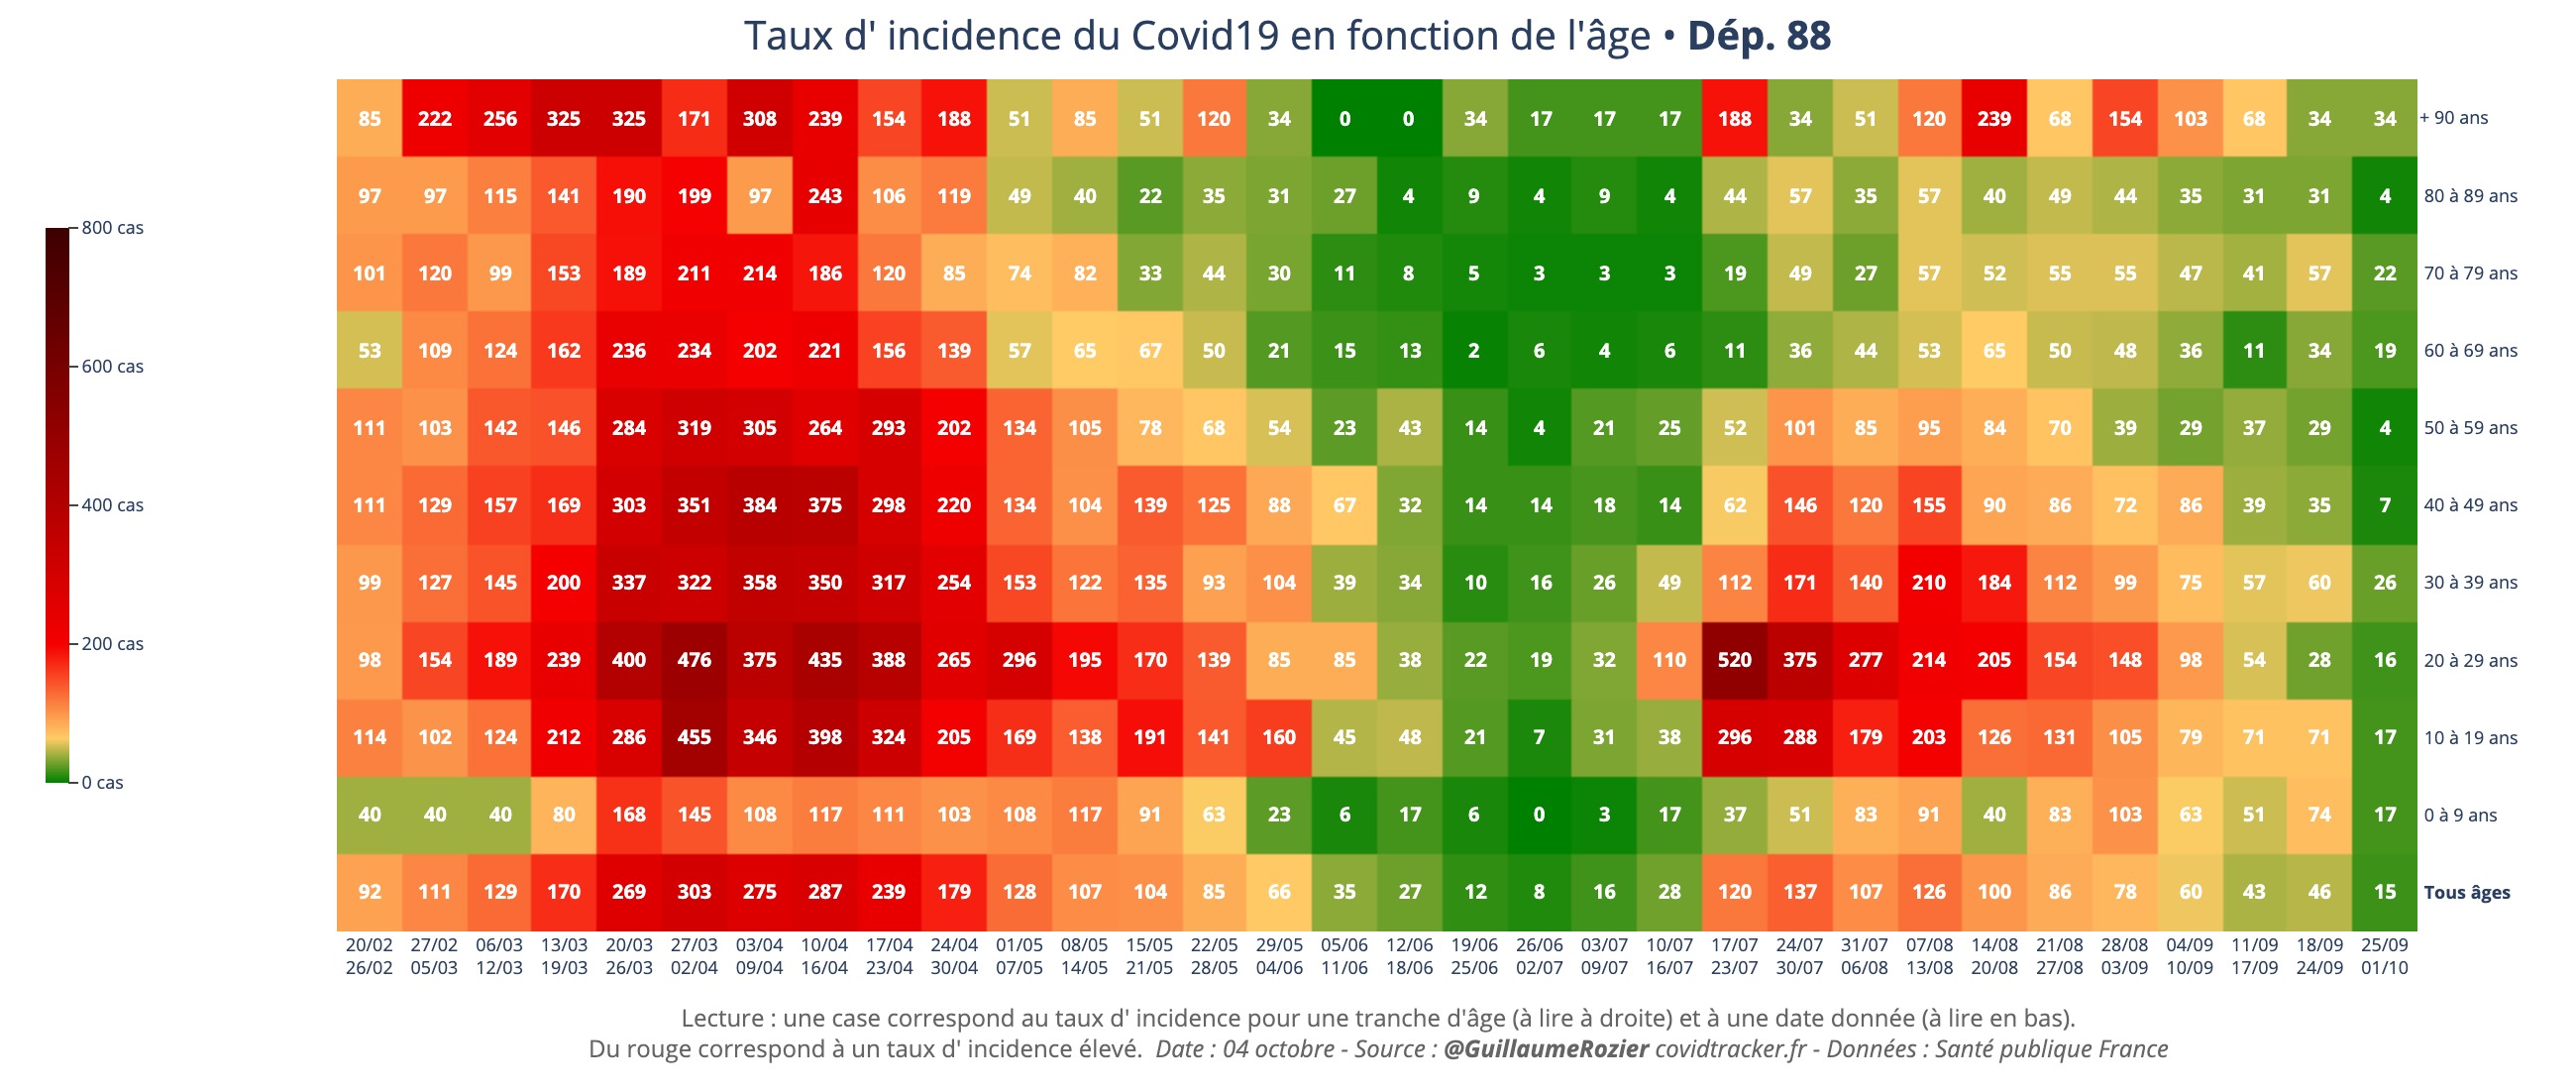 Taux d' incidence du Covid19 en fonction de l'âge • Dép. 88
800 cas
600 cas
400 cas
200 cas
0 cas
85 222 256 325 325 171 308 239 154 188 51 85 51 120 34 0 0 34 17 17 17 188 34 51 120 239 68 154 103 68 34 34 + 90 ans
97 97 115 141 190 199 97 243 106 119 49 40 22 35 31 27 4 9 4 9 4 44 57 35 57 40 49 44 35 31 31 4 80 à 89 ans
101 120 99 153 189 211 214 186 120 85 74 82 33 44 30 11 8 5 3 3 3 19 49 27 57 52 55 55 47 41 57 22 70 à 79 ans
53 109 124 162 236 234 202 221 156 139 57 65 67 50 21 15 13 2 6 4 6 11 36 44 53 65 50 48 36 11 34 19 60 à 69 ans
111 103 142 146 284 319 305 264 293 202 134 105 78 68 54 23 43 14 4 21 25 52 101 85 95 84 70 39 29 37 29 4 50 à 59 ans
111 129 157 169 303 351 384 375 298 220 134 104 139 125 88 67 32 14 14 18 14 62 146 120 155 90 86 72 86 39 35 7 40 à 49 ans
99 127 145 200 337 322 358 350 317 254 153 122 135 93 104 39 34 10 16 26 49 112 171 140 210 184 112 99 75 57 60 26 30 à 39 ans
98 154 189 239 400 476 375 435 388 265 296 195 170 139 85 85 38 22 19 32 110 520 375 277 214 205 154 148 98 54 28 16 20 à 29 ans
114 102 124 212 286 455 346 398 324 205 169 138 191 141 160 45 48 21 7 31 38 296 288 179 203 126 131 105 79 71 71 17 10 à 19 ans
40 40 40 80 168 145 108 117 111 103 108 117 91 63 23 6 17 6 0 3 17 37 51 83 91 40 83 103 63 51 74 17 0 à 9 ans
92 111 129 170 269 303 275 287 239 179 128 107 104 85 66 35 27 12 8 16 28 120 137 107 126 100 86 78 60 43 46 15 Tous âges
20/02 27/02 06/03 13/03 20/03 27/03 03/04 10/04 17/04 24/04 01/05 08/05 15/05 22/05 29/05 05/06 12/06 19/06 26/06 03/07 10/07 17/07 24/07 31/07 07/08 14/08 21/08 28/08 04/09 11/09 18/09 25/09
26/02 05/03 12/03 19/03 26/03 02/04 09/04 16/04 23/04 30/04 07/05 14/05 21/05 28/05 04/06 11/06 18/06 25/06 02/07 09/07 16/07 23/07 30/07 06/08 13/08 20/08 27/08 03/09 10/09 17/09 24/09 01/10
Lecture : une case correspond au taux d' incidence pour une tranche d'âge (à lire à droite) et à une date donnée (à lire en bas).
Du rouge correspond à un taux d' incidence élevé. Date : 04 octobre - Source : @GuillaumeRozier covidtracker.fr - Données : Santé publique France